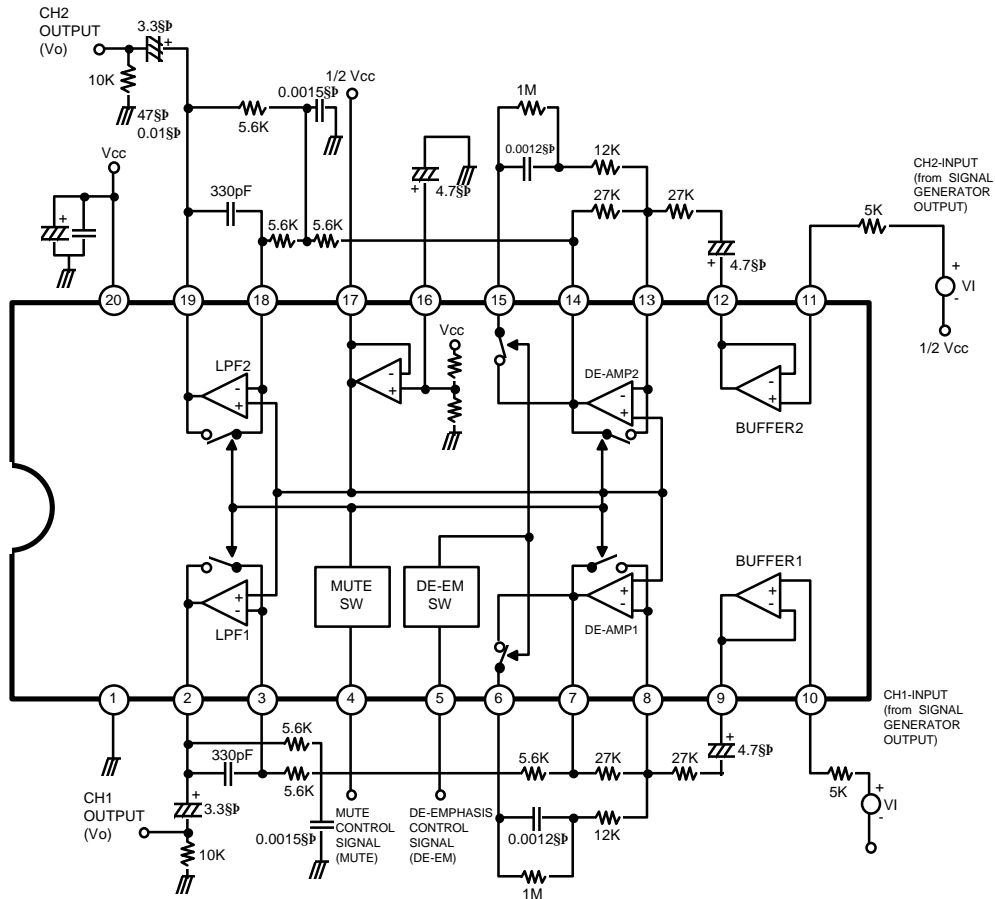 CH2
OUTPUT
(Vo)
3.3§Þ
+
10K
47§Þ
0.01§Þ
Vcc
+
5.6K
0.0015§Þ
1/2 Vcc
330pF
5.6K
5.6K
+
4.7§Þ
1M
0.0012§Þ
12K
27K
27K
+
4.7§Þ
5K
CH2-INPUT
(from SIGNAL
GENERATOR
OUTPUT)
+
VI
-
1/2 Vcc
20
19
18
17
16
15
14
13
12
11
LPF2
-
+
-
+
Vcc
DE-AMP2
-
+
-
+
BUFFER2
LPF1
+
-
MUTE
SW
DE-EM
SW
+
-
DE-AMP1
BUFFER1
+
-
1
2
3
4
5
6
7
8
9
10
CH1-INPUT
(from SIGNAL
GENERATOR
OUTPUT)
5.6K
330pF
5.6K
+
3.3§Þ
CH1
OUTPUT
(Vo)
10K
0.0015§Þ
MUTE
CONTROL
SIGNAL
(MUTE)
DE-EMPHASIS
CONTROL
SIGNAL
(DE-EM)
5.6K
27K
27K
+
4.7§Þ
0.0012§Þ
12K
1M
5K
+
VI
-